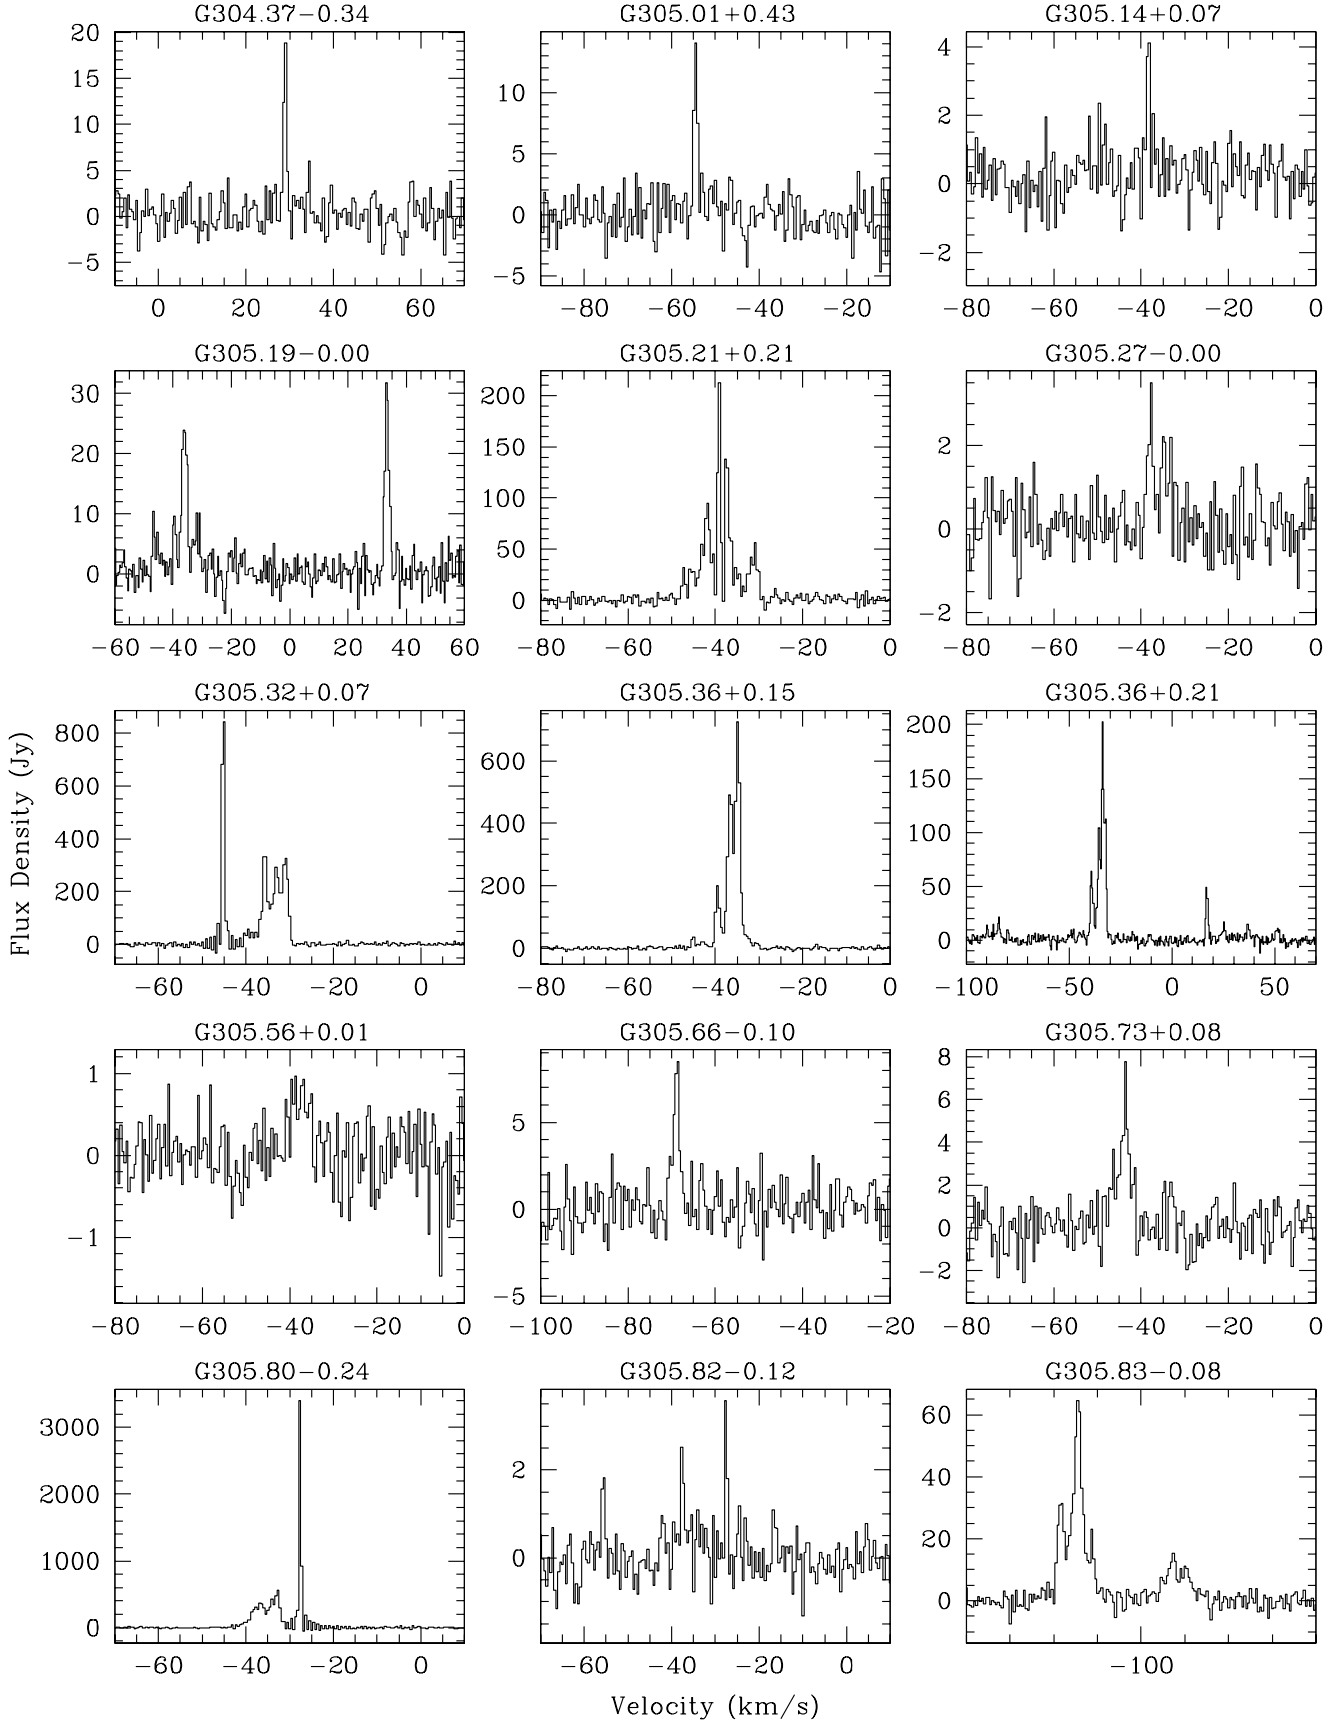 G304.37−0.34 G305.01+0.43 G305.14+0.07
20 15 10 5 0 −5
10 5 0 −5
4 2 0 −2
0 20 40 60 −80 −60 −40 −20 −80 −60 −40 −20 0
G305.19−0.00 G305.21+0.21 G305.27−0.00
30 20 10 0
200 150 100 50 0
2 0 −2
−60 −40 −20 0 20 40 60 −80 −60 −40 −20 0 −80 −60 −40 −20 0
G305.32+0.07 G305.36+0.15 G305.36+0.21
800 600 400 200 0
600 400 200 0
200 150 100 50 0
−60 −40 −20 0 −80 −60 −40 −20 0 −100 −50 0 50
Flux Density (Jy)
G305.56+0.01 G305.66−0.10 G305.73+0.08
1 0 −1
5 0 −5
8 6 4 2 0 −2
−80 −60 −40 −20 0 −100 −80 −60 −40 −20 −80 −60 −40 −20 0
G305.80−0.24 G305.82−0.12 G305.83−0.08
3000 2000 1000 0
2 0
60 40 20 0
−60 −40 −20 0 −60 −40 −20 0 −100
Velocity (km/s)